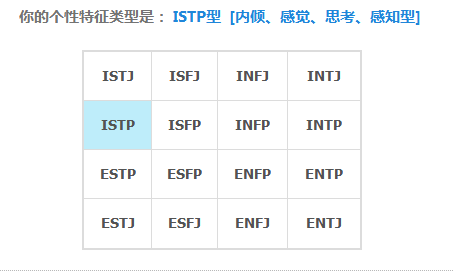 你的个性特征类型是： ISTP型 [内倾、感觉、思考、感知型]
ISTJ ISFJ INFJ INTJ
ISTP ISFP INFP INTP
ESTP ESFP ENFP ENTP
ESTJ ESFJ ENFJ ENTJ